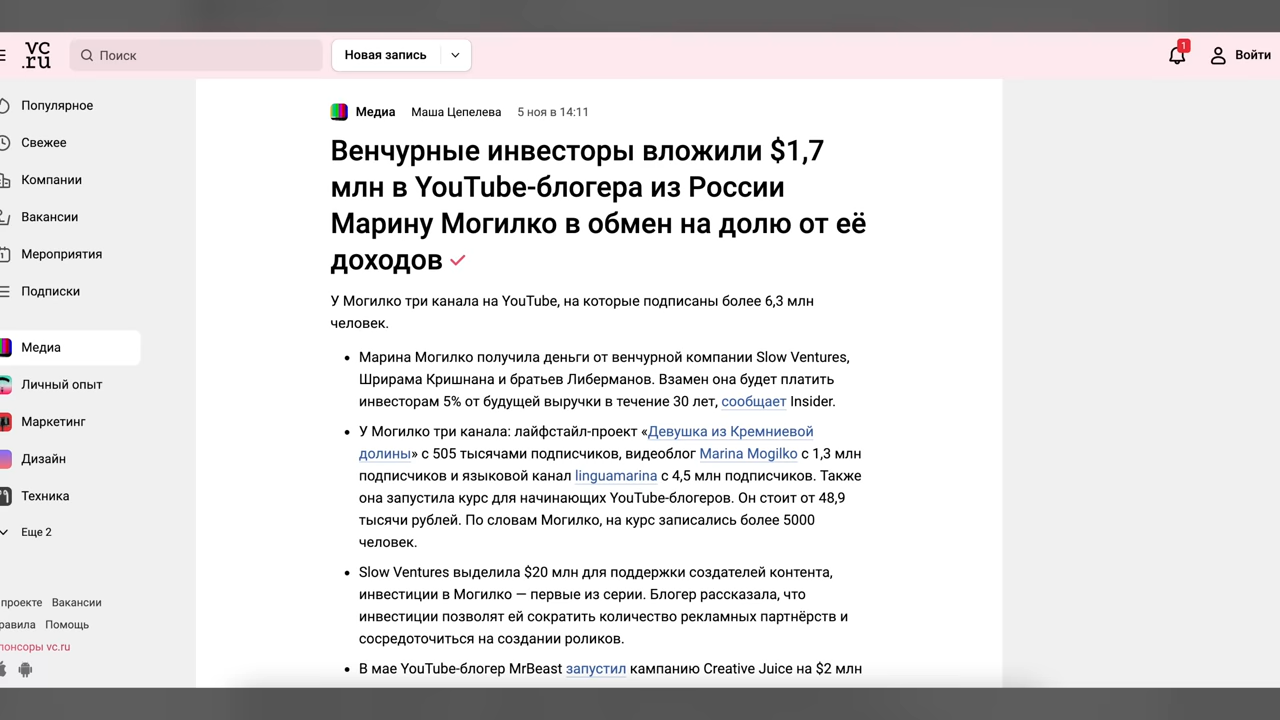 vc
.ru
Поиск
Новая запись
1
Войти
Популярное
Свежее
Компании
Вакансии
Мероприятия
Подписки
Медиа
Личный опыт
Маркетинг
Дизайн
Техника
Еще 2
проекте Вакансии
равила Помощь
понсоры vc.ru
Медиа Маша Цепелева 5 ноя в 14:11
Венчурные инвесторы вложили $1,7
млн в YouTube-блогера из России
Марину Могилко в обмен на долю от её
доходов
У Могилко три канала на YouTube, на которые подписаны более 6,3 млн
человек.
• Марина Могилко получила деньги от венчурной компании Slow Ventures,
Шрирама Кришнана и братьев Либерманов. Взамен она будет платить
инвесторам 5% от будущей выручки в течение 30 лет, сообщает Insider.
• У Могилко три канала: лайфстайл-проект «Девушка из Кремниевой
долины» с 505 тысячами подписчиков, видеоблог Marina Mogilko с 1,3 млн
подписчиков и языковой канал linguamarina с 4,5 млн подписчиков. Также
она запустила курс для начинающих YouTube-блогеров. Он стоит от 48,9
тысячи рублей. По словам Могилко, на курс записались более 5000
человек.
• Slow Ventures выделила $20 млн для поддержки создателей контента,
инвестиции в Могилко — первые из серии. Блогер рассказала, что
инвестиции позволят ей сократить количество рекламных партнёрств и
сосредоточиться на создании роликов.
• В мае YouTube-блогер MrBeast запустил кампанию Creative Juice на $2 млн